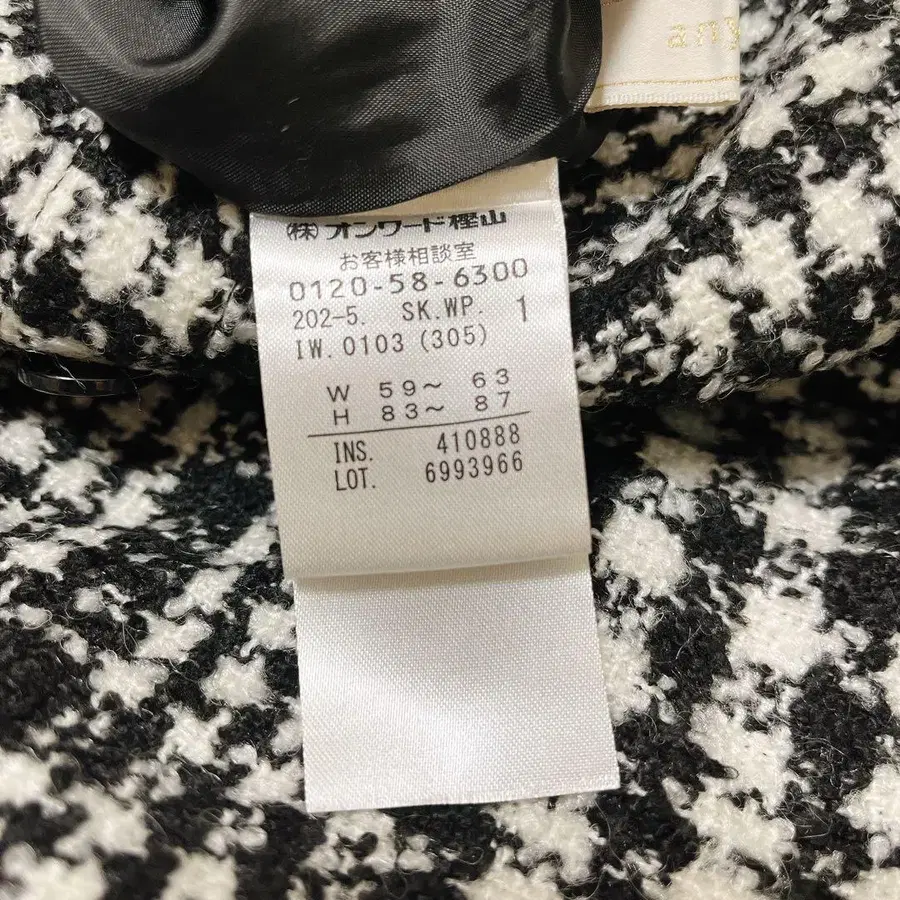 any
㈱オンワード樫山
お客様相談室
0120-58-6300
202-5. SK.WP. 1
IW.0103 (305)
W 59〜 63
H 83〜 87
INS. 410888
LOT. 6993966